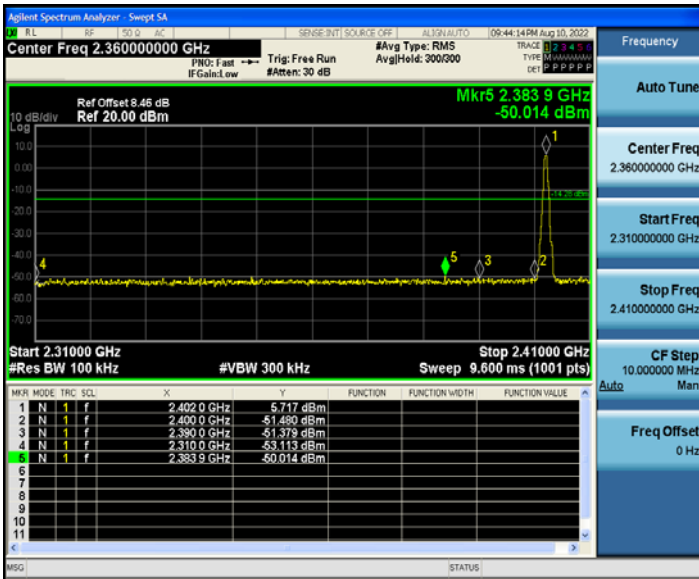 Agilent Spectrum Analyzer - Swept SA
RL RF 50 Ω AC SENSE:INT SOURCE OFF ALIGN AUTO 09:44:14 PM Aug 10, 2022
Center Freq 2.360000000 GHz
PNO: Fast
IFGain:Low
Trig: Free Run
#Atten: 30 dB
#Avg Type: RMS
Avg|Hold: 300/300
TRACE 1 2 3 4 5 6
TYPE M
DET P P P P P P
Frequency
Auto Tune
Center Freq
2.360000000 GHz
Start Freq
2.310000000 GHz
Stop Freq
2.410000000 GHz
CF Step
10.000000 MHz
Auto Man
Freq Offset
0 Hz
Mkr5 2.383 9 GHz
-50.014 dBm
Ref Offset 8.46 dB
10 dB/div Ref 20.00 dBm
Log
10.0
0.00
-10.0
-20.0
-30.0
-40.0
-50.0
-60.0
-70.0
1
-14.28 dBm
4
5
3
2
Start 2.31000 GHz Stop 2.41000 GHz
#Res BW 100 kHz #VBW 300 kHz Sweep 9.600 ms (1001 pts)
MKR MODE TRC SCL X Y FUNCTION FUNCTION WIDTH FUNCTION VALUE
1 N 1 f 2.402 0 GHz 5.717 dBm
2 N 1 f 2.400 0 GHz -51.480 dBm
3 N 1 f 2.390 0 GHz -51.379 dBm
4 N 1 f 2.310 0 GHz -53.113 dBm
5 N 1 f 2.383 9 GHz -50.014 dBm
6
7
8
9
10
11
MSG STATUS